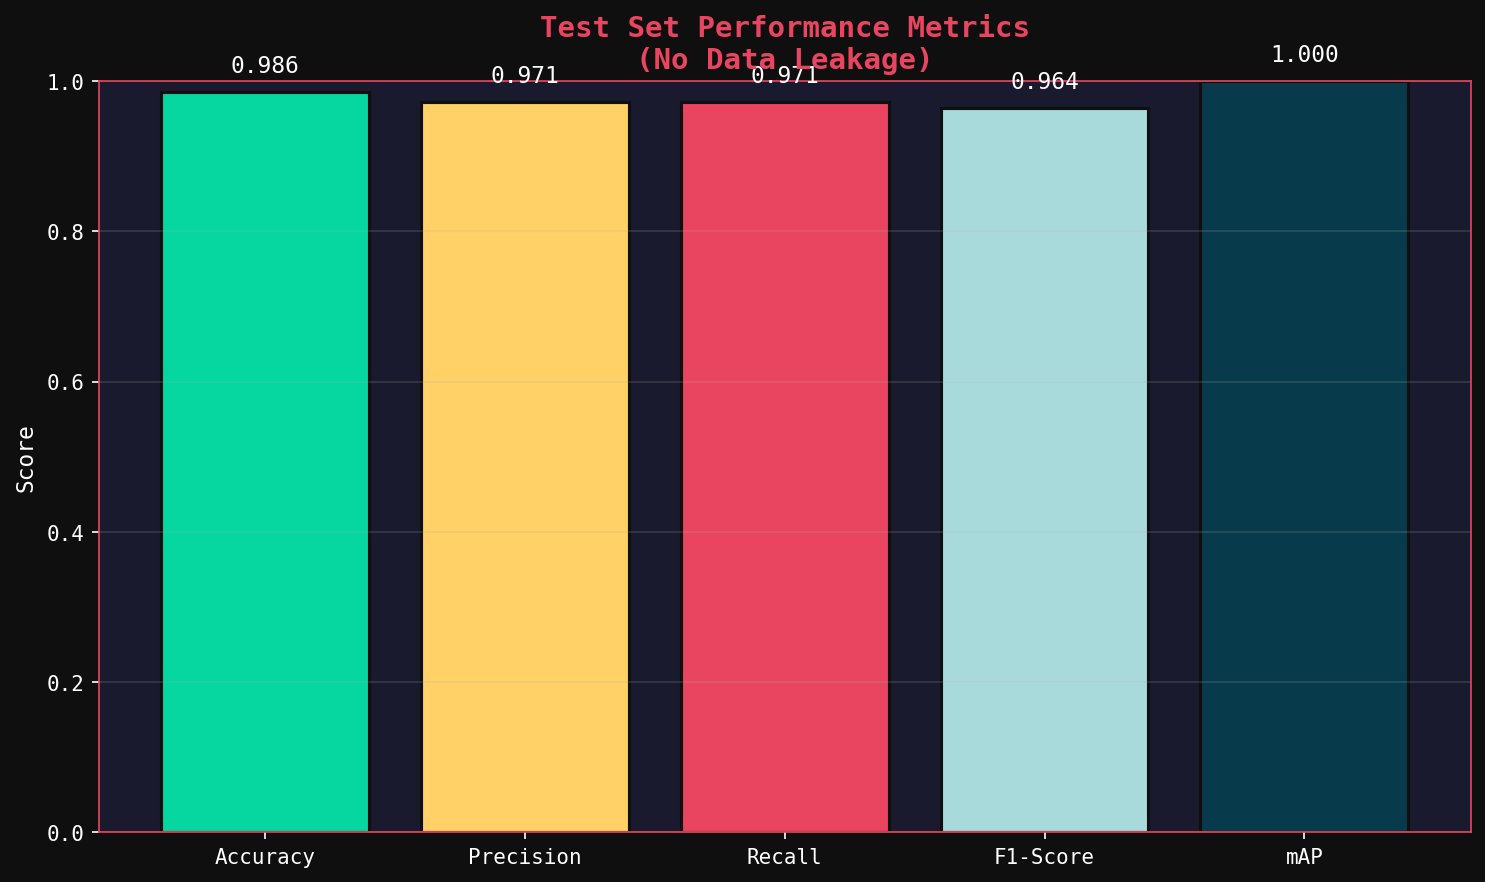 Test Set Performance Metrics
(No Data Leakage)
0.986
0.971
0.971
0.964
1.000
1.0
0.8
0.6
0.4
0.2
0.0
Score
Accuracy
Precision
Recall
F1-Score
mAP